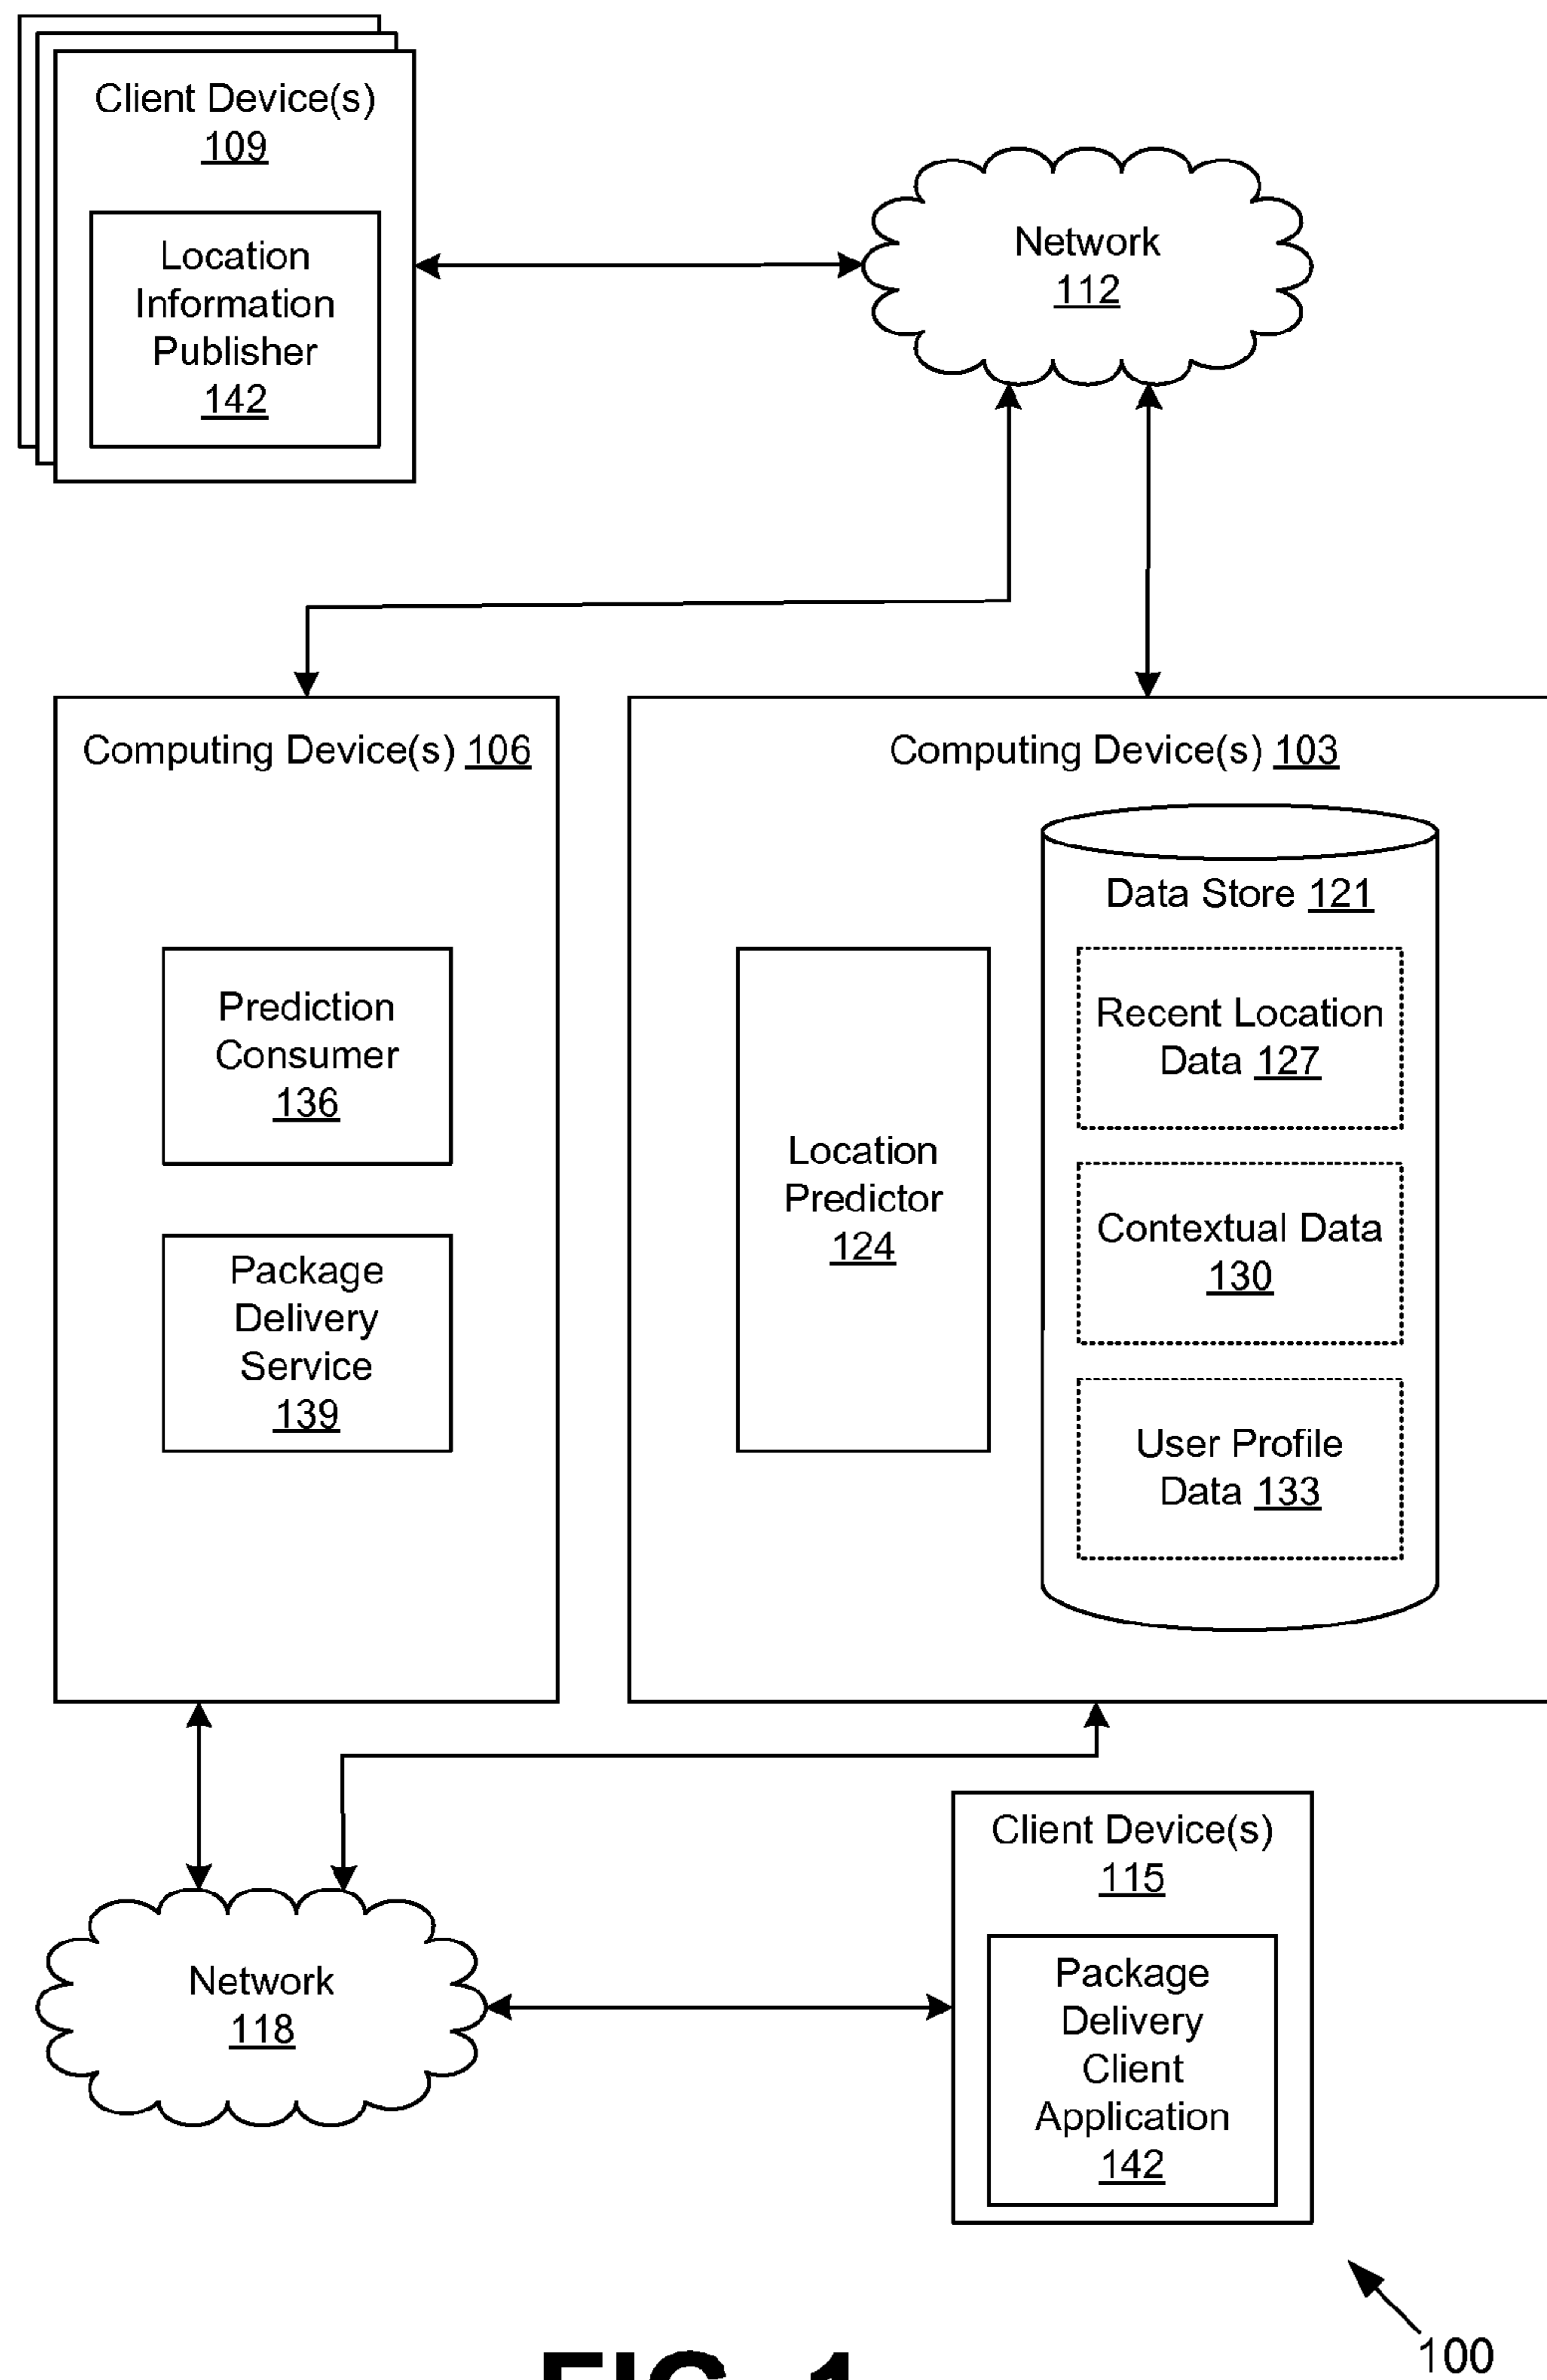 Client Device(s)
109
Location
Information
Publisher
142
Network
112
Computing Device(s) 106
Prediction
Consumer
136
Package
Delivery
Service
139
Computing Device(s) 103
Location
Predictor
124
Data Store 121
Recent Location
Data 127
Contextual Data
130
User Profile
Data 133
Network
118
Client Device(s)
115
Package
Delivery
Client
Application
142
100
FIG. 1